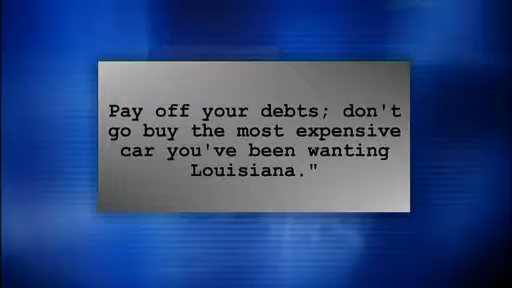 Pay off your debts; don't
go buy the most expensive
car you've been wanting
Louisiana."